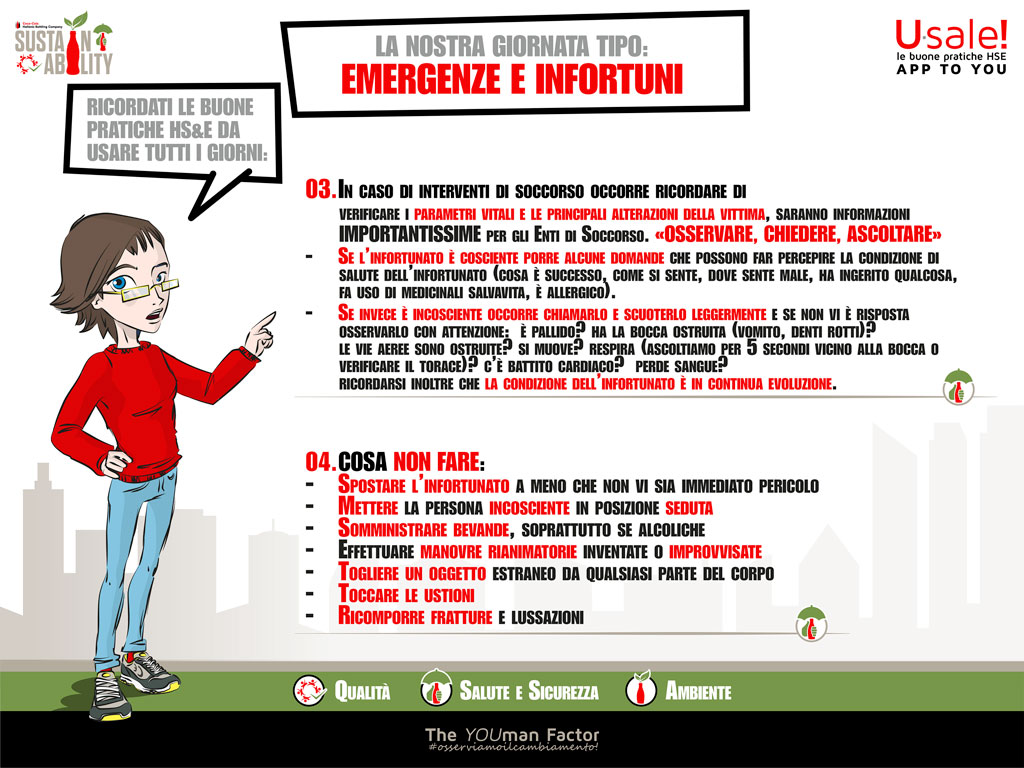 Coca-Cola
Hellenic Bottling Company
SUSTAIN
ABILITY
LA NOSTRA GIORNATA TIPO:
EMERGENZE E INFORTUNI
U·sale!
le buone pratiche HSE
APP TO YOU
RICORDATI LE BUONE
PRATICHE HS&E DA
USARE TUTTI I GIORNI:
03. IN CASO DI INTERVENTI DI SOCCORSO OCCORRE RICORDARE DI
VERIFICARE I PARAMETRI VITALI E LE PRINCIPALI ALTERAZIONI DELLA VITTIMA, SARANNO INFORMAZIONI
IMPORTANTISSIME PER GLI ENTI DI SOCCORSO. «OSSERVARE, CHIEDERE, ASCOLTARE»
- SE L'INFORTUNATO È COSCIENTE PORRE ALCUNE DOMANDE CHE POSSONO FAR PERCEPIRE LA CONDIZIONE DI
SALUTE DELL'INFORTUNATO (COSA È SUCCESSO, COME SI SENTE, DOVE SENTE MALE, HA INGERITO QUALCOSA,
FA USO DI MEDICINALI SALVAVITA, È ALLERGICO).
- SE INVECE È INCOSCIENTE OCCORRE CHIAMARLO E SCUOTERLO LEGGERMENTE E SE NON VI È RISPOSTA
OSSERVARLO CON ATTENZIONE: È PALLIDO? HA LA BOCCA OSTRUITA (VOMITO, DENTI ROTTI)?
LE VIE AEREE SONO OSTRUITE? SI MUOVE? RESPIRA (ASCOLTIAMO PER 5 SECONDI VICINO ALLA BOCCA O
VERIFICARE IL TORACE)? C'È BATTITO CARDIACO? PERDE SANGUE?
RICORDARSI INOLTRE CHE LA CONDIZIONE DELL'INFORTUNATO È IN CONTINUA EVOLUZIONE.
04. COSA NON FARE:
- SPOSTARE L'INFORTUNATO A MENO CHE NON VI SIA IMMEDIATO PERICOLO
- METTERE LA PERSONA INCOSCIENTE IN POSIZIONE SEDUTA
- SOMMINISTRARE BEVANDE, SOPRATTUTTO SE ALCOLICHE
- EFFETTUARE MANOVRE RIANIMATORIE INVENTATE O IMPROVVISATE
- TOGLIERE UN OGGETTO ESTRANEO DA QUALSIASI PARTE DEL CORPO
- TOCCARE LE USTIONI
- RICOMPORRE FRATTURE E LUSSAZIONI
QUALITÀ SALUTE E SICUREZZA AMBIENTE
The YOUman Factor
#osserviamoilcambiamento!